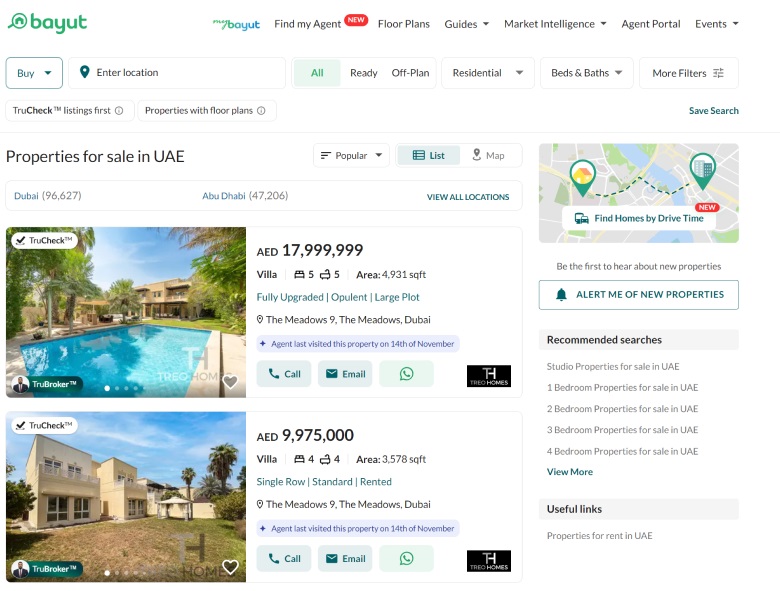 bayut
mybayut
Find my Agent NEW
Floor Plans
Guides
Market Intelligence
Agent Portal
Events
Buy
Enter location
All
Ready
Off-Plan
Residential
Beds & Baths
More Filters
TruCheck™ listings first
Properties with floor plans
Save Search
Properties for sale in UAE
Popular
List
Map
Dubai (96,627)
Abu Dhabi (47,206)
VIEW ALL LOCATIONS
TruCheck™
TH
TREO HOMES
TruBroker™
AED 17,999,999
Villa 5 5 Area: 4,931 sqft
Fully Upgraded | Opulent | Large Plot
The Meadows 9, The Meadows, Dubai
Agent last visited this property on 14th of November
Call
Email
TH
TREO HOMES
TruCheck™
TH
TREO HOMES
TruBroker™
AED 9,975,000
Villa 4 4 Area: 3,578 sqft
Single Row | Standard | Rented
The Meadows 9, The Meadows, Dubai
Agent last visited this property on 14th of November
Call
Email
TH
TREO HOMES
NEW
Find Homes by Drive Time
Be the first to hear about new properties
ALERT ME OF NEW PROPERTIES
Recommended searches
Studio Properties for sale in UAE
1 Bedroom Properties for sale in UAE
2 Bedroom Properties for sale in UAE
3 Bedroom Properties for sale in UAE
4 Bedroom Properties for sale in UAE
View More
Useful links
Properties for rent in UAE